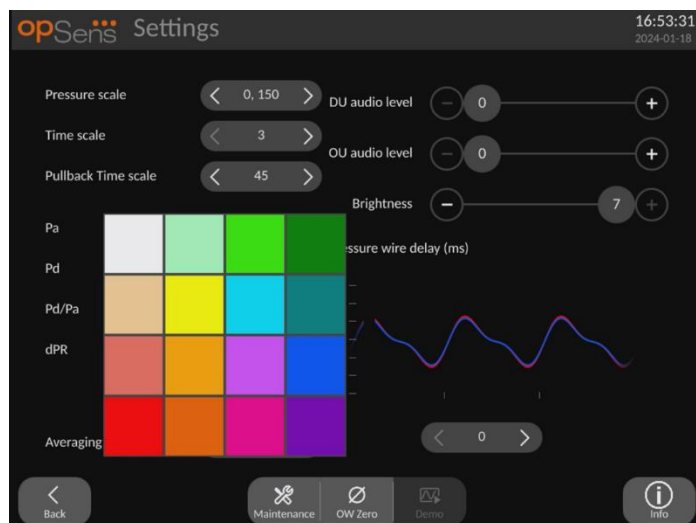 opSens Settings
16:53:31
2024-01-18
Pressure scale
0, 150
DU audio level
0
Time scale
3
OU audio level
0
Pullback Time scale
45
Brightness
7
Pa
Pd
Pd/Pa
dPR
Averaging
delay (ms)
0
Back
Maintenance
OW Zero
Demo
Info